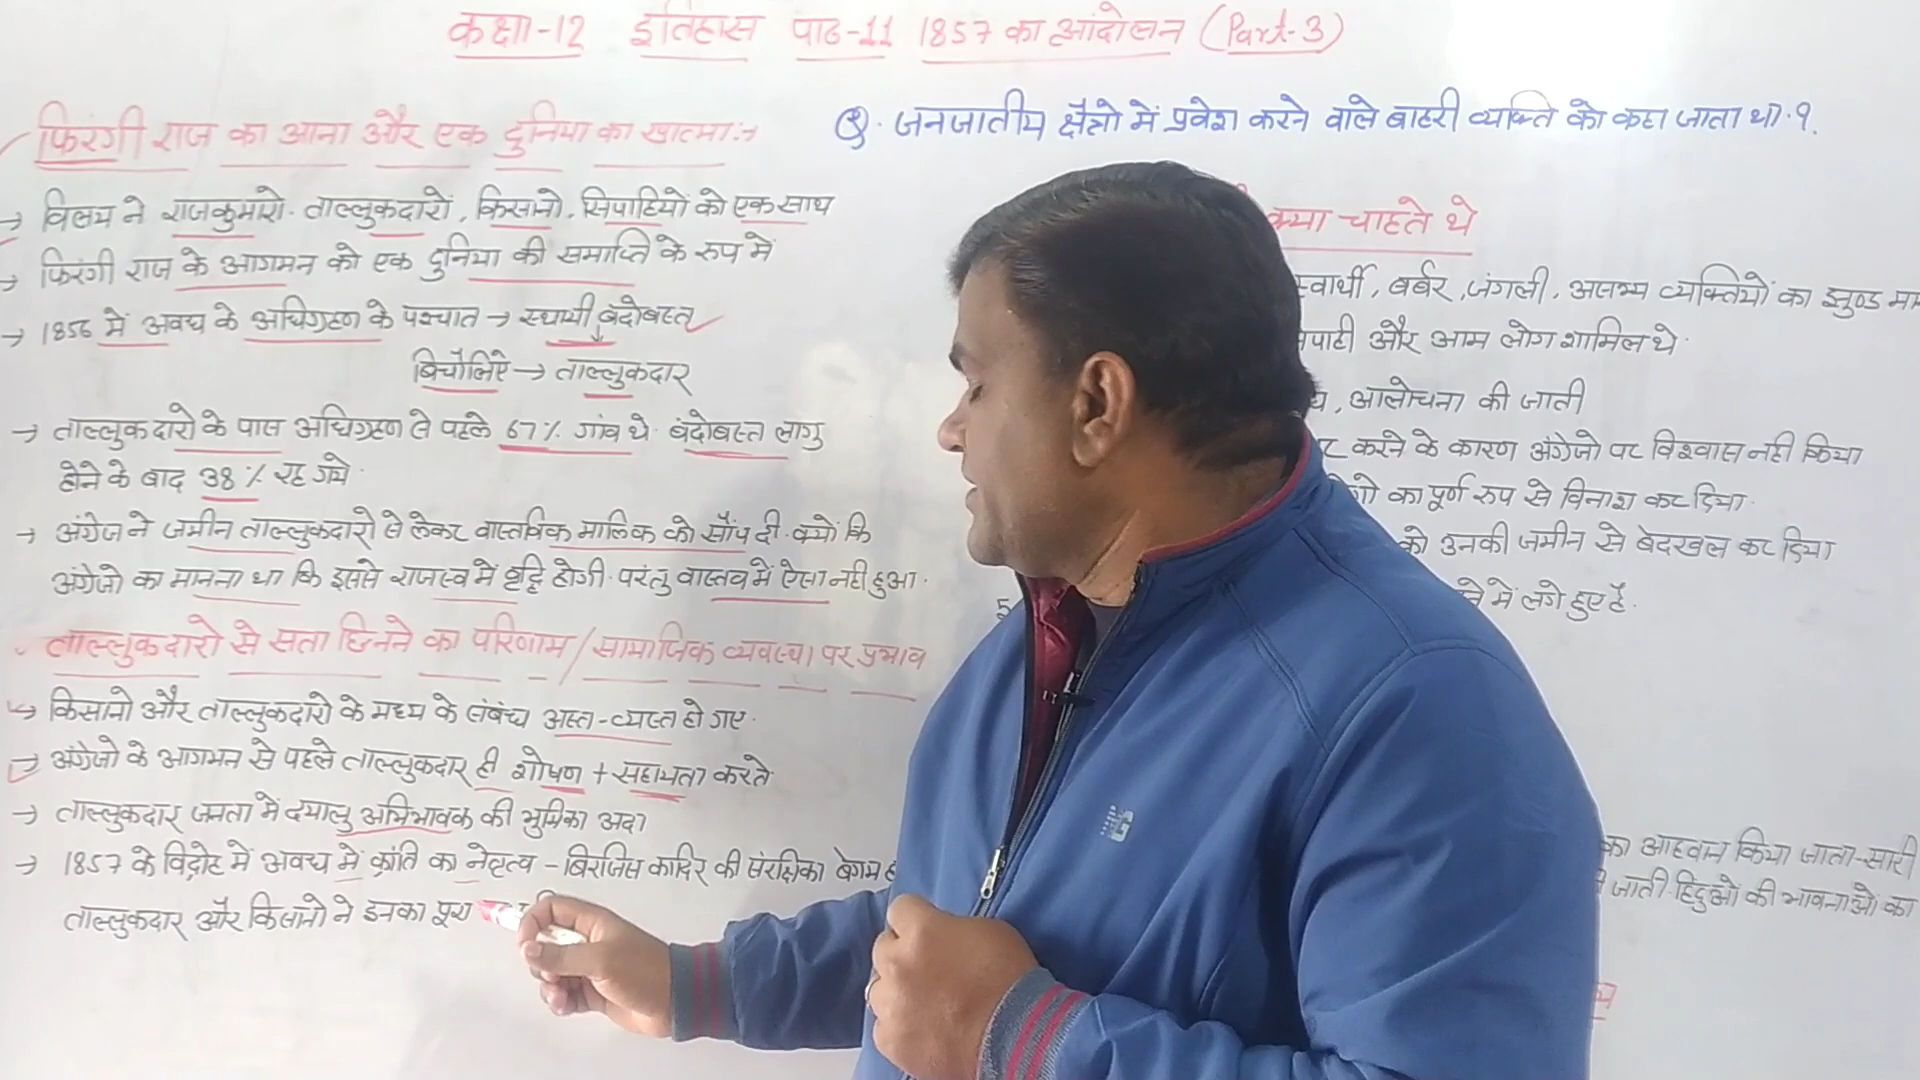 कक्षा-12 इतिहास पाठ-11 1857 का आंदोलन (Part-3)
फिरंगी राज का आना और एक दुनिया का खात्मा:→
→ विलय ने राजकुमारो. ताल्लुकदारों, किसानो. सिपाहियों को एक साथ
→ फिरंगी राज के आगमन को एक दुनिया की समाप्ति के रुप में
→ 1856 में अवध के अधिग्रहण के पश्चात → स्थायी बंदोबस्त
बिचौलिए → ताल्लुकदार
→ ताल्लुकदारो के पास अधिग्रहण से पहले 67% गांव थे. बंदोबस्त लागु
होने के बाद 38% रह गये.
→ अंग्रेज ने जमीन ताल्लुकदारो से लेकर वास्तविक मालिक को सौंप दी. क्यों कि
अंग्रेजो का मानना था कि इससे राजस्व में वृद्दि होगी. परंतु वास्तव में ऐसा नही हुआ.
ताल्लुकदारो से सता छिनने का परिणाम/सामाजिक व्यवस्था पर प्रभाव
→ किसानो और ताल्लुकदारो के मध्य के संबंध अस्त-व्यस्त हो गए.
→ अंग्रेजो के आगमन से पहले ताल्लुकदार ही शोषण + सहायता करते
→ ताल्लुकदार जनता में दयालु अभिभावक की भुमिका अदा
→ 1857 के विद्रोह में अवध में क्रांति का नेतृत्व - बिरजिस कादिर की संरक्षिका बेगम
ताल्लुकदार और किसानो ने इनका पूरा
Q. जनजातीय क्षेत्रो में प्रवेश करने वाले बाहरी व्यक्ति को कहा जाता था.?
क्या चाहते थे
स्वार्थी, बर्बर, जंगली, असभ्य व्यक्तियों का झुण्ड
और आम लोग शामिल थे.
, आलोचना की जाती
करने के कारण अंग्रेजो पर विश्वास नही किया
का पूर्ण रुप से विनाश कर दिया.
को उनकी जमीन से बेदखल कर दिया
में लगे हुए है.
का आहवान किया जाता-सारी
जाती-हिंदुओ की भावनाओ का